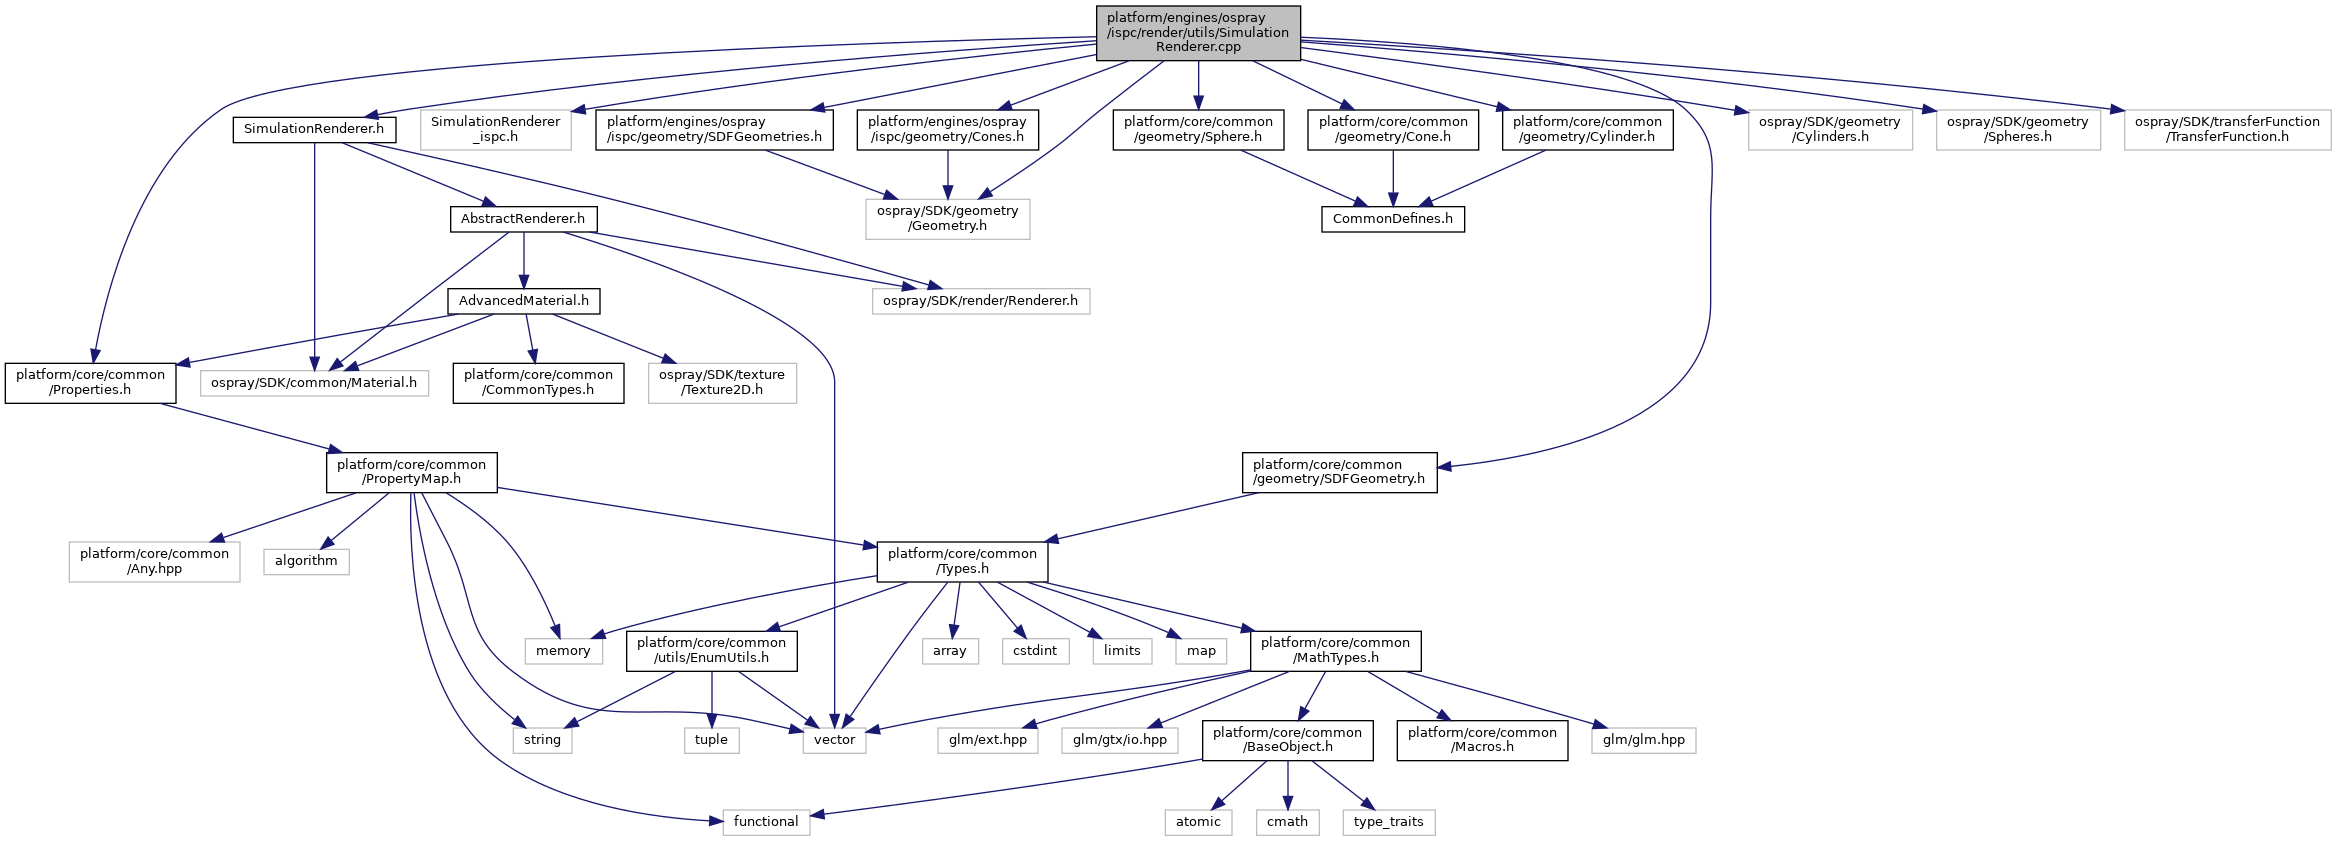 platform/engines/ospray
/ispc/render/utils/Simulation
Renderer.cpp
SimulationRenderer.h
SimulationRenderer
_ispc.h
platform/engines/ospray
/ispc/geometry/SDFGeometries.h
platform/engines/ospray
/ispc/geometry/Cones.h
platform/core/common
/geometry/Sphere.h
platform/core/common
/geometry/Cone.h
platform/core/common
/geometry/Cylinder.h
ospray/SDK/geometry
/Cylinders.h
ospray/SDK/geometry
/Spheres.h
ospray/SDK/transferFunction
/TransferFunction.h
AbstractRenderer.h
ospray/SDK/geometry
/Geometry.h
CommonDefines.h
AdvancedMaterial.h
ospray/SDK/render/Renderer.h
platform/core/common
/Properties.h
ospray/SDK/common/Material.h
platform/core/common
/CommonTypes.h
ospray/SDK/texture
/Texture2D.h
platform/core/common
/PropertyMap.h
platform/core/common
/geometry/SDFGeometry.h
platform/core/common
/Any.hpp
algorithm
platform/core/common
/Types.h
memory
platform/core/common
/utils/EnumUtils.h
array
cstdint
limits
map
platform/core/common
/MathTypes.h
string
tuple
vector
glm/ext.hpp
glm/gtx/io.hpp
platform/core/common
/BaseObject.h
platform/core/common
/Macros.h
glm/glm.hpp
functional
atomic
cmath
type_traits